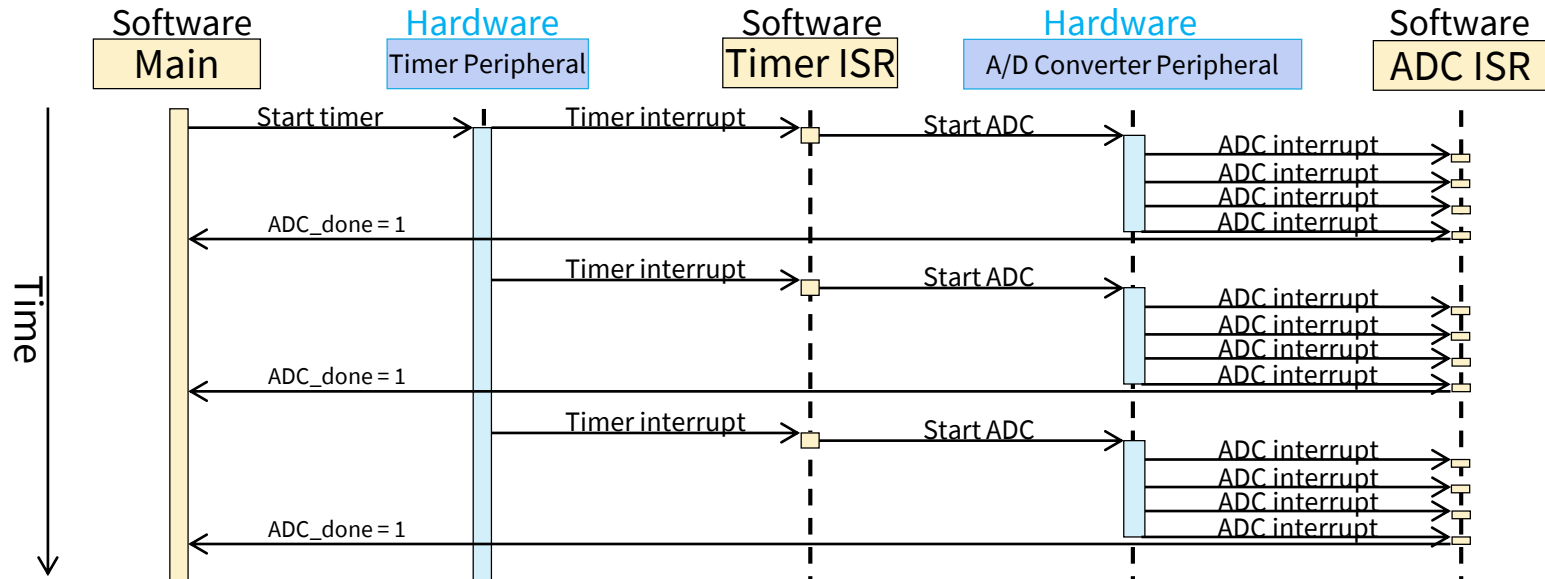 Software
Hardware
Software
Hardware
Software
Main
Timer Peripheral
Timer ISR
A/D Converter Peripheral
ADC ISR
Start timer
Timer interrupt
Start ADC
ADC interrupt
ADC interrupt
ADC interrupt
ADC interrupt
ADC_done = 1
Timer interrupt
Start ADC
ADC interrupt
ADC interrupt
ADC interrupt
ADC interrupt
ADC_done = 1
Timer interrupt
Start ADC
ADC interrupt
ADC interrupt
ADC interrupt
ADC interrupt
ADC_done = 1
Time